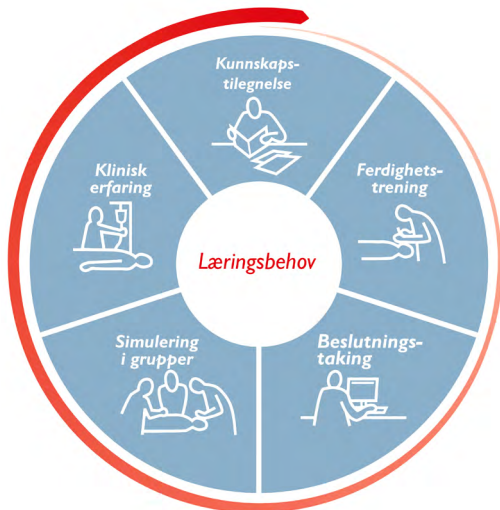 Kunnskaps-
tilegnelse
Ferdighets-
trening
Beslutnings-
taking
Simulering
i grupper
Klinisk
erfaring
Læringsbehov